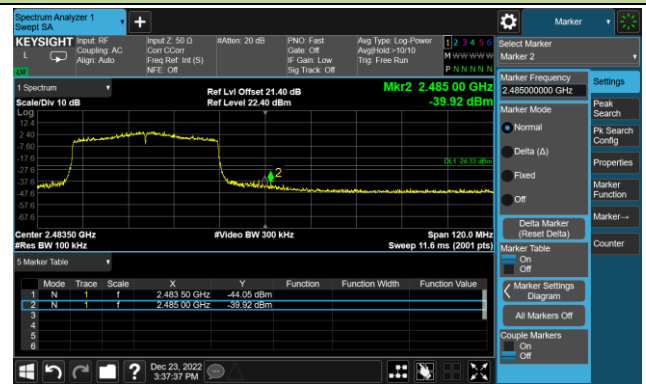 Spectrum Analyzer 1
Swept SA
+
Marker
KEYSIGHT
L
Input: RF
Coupling: AC
Align: Auto
Input Z: 50 Ω
Corr CCorr
Freq Ref: Int (S)
NFE: Off
#Atten: 20 dB
PNO: Fast
Gate: Off
IF Gain: Low
Sig Track: Off
Avg Type: Log-Power
Avg|Hold:>10/10
Trig: Free Run
1 2 3 4 5 6
M W W W W W
P N N N N N
Select Marker
Marker 2
1 Spectrum
Scale/Div 10 dB
Log
Ref Lvl Offset 21.40 dB
Ref Level 22.40 dBm
Mkr2 2.485 00 GHz
-39.92 dBm
12.4
2.40
-7.60
-17.6
-27.6
-37.6
-47.6
-57.6
-67.6
DL1 -24.33 dBm
2
Center 2.48350 GHz
#Res BW 100 kHz
#Video BW 300 kHz
Span 120.0 MHz
Sweep 11.6 ms (2001 pts)
5 Marker Table
Mode Trace Scale X Y Function Function Width Function Value
1 N 1 f 2.483 50 GHz -44.05 dBm
2 N 1 f 2.485 00 GHz -39.92 dBm
3
4
5
6
Marker Frequency
2.485000000 GHz
Marker Mode
Normal
Delta (Δ)
Fixed
Off
Delta Marker
(Reset Delta)
Marker Table
On
Off
Marker Settings
Diagram
All Markers Off
Couple Markers
On
Off
Settings
Peak
Search
Pk Search
Config
Properties
Marker
Function
Marker→
Counter
?
Dec 23, 2022
3:37:37 PM